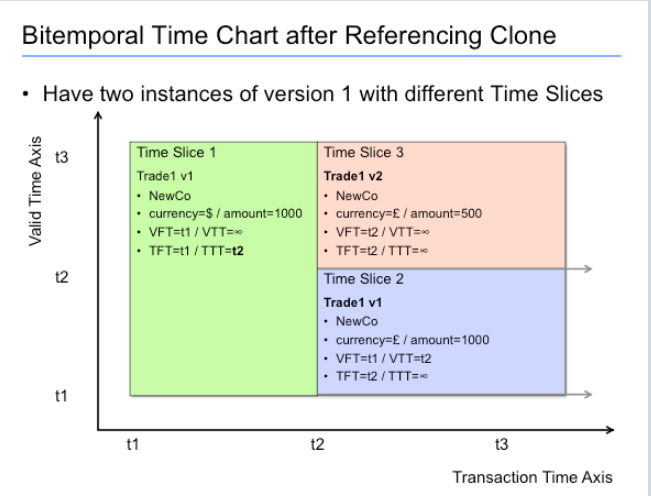 Bitemporal Time Chart after Referencing Clone
• Have two instances of version 1 with different Time Slices
Valid Time Axis
t3
t2
t1
Time Slice 1
Trade1 v1
• NewCo
• currency=$ / amount=1000
• VFT=t1 / VTT=∞
• TFT=t1 / TTT=t2
Time Slice 3
Trade1 v2
• NewCo
• currency=£ / amount=500
• VFT=t2 / VTT=∞
• TFT=t2 / TTT=∞
Time Slice 2
Trade1 v1
• NewCo
• currency=£ / amount=1000
• VFT=t1 / VTT=t2
• TFT=t2 / TTT=∞
t1
t2
t3
Transaction Time Axis